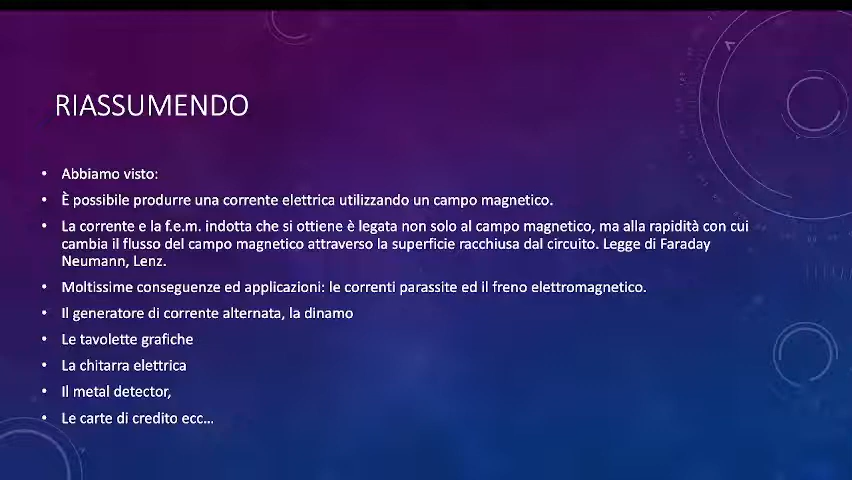 RIASSUMENDO
• Abbiamo visto:
• È possibile produrre una corrente elettrica utilizzando un campo magnetico.
• La corrente e la f.e.m. indotta che si ottiene è legata non solo al campo magnetico, ma alla rapidità con cui
cambia il flusso del campo magnetico attraverso la superficie racchiusa dal circuito. Legge di Faraday
Neumann, Lenz.
• Moltissime conseguenze ed applicazioni: le correnti parassite ed il freno elettromagnetico.
• Il generatore di corrente alternata, la dinamo
• Le tavolette grafiche
• La chitarra elettrica
• Il metal detector,
• Le carte di credito ecc...